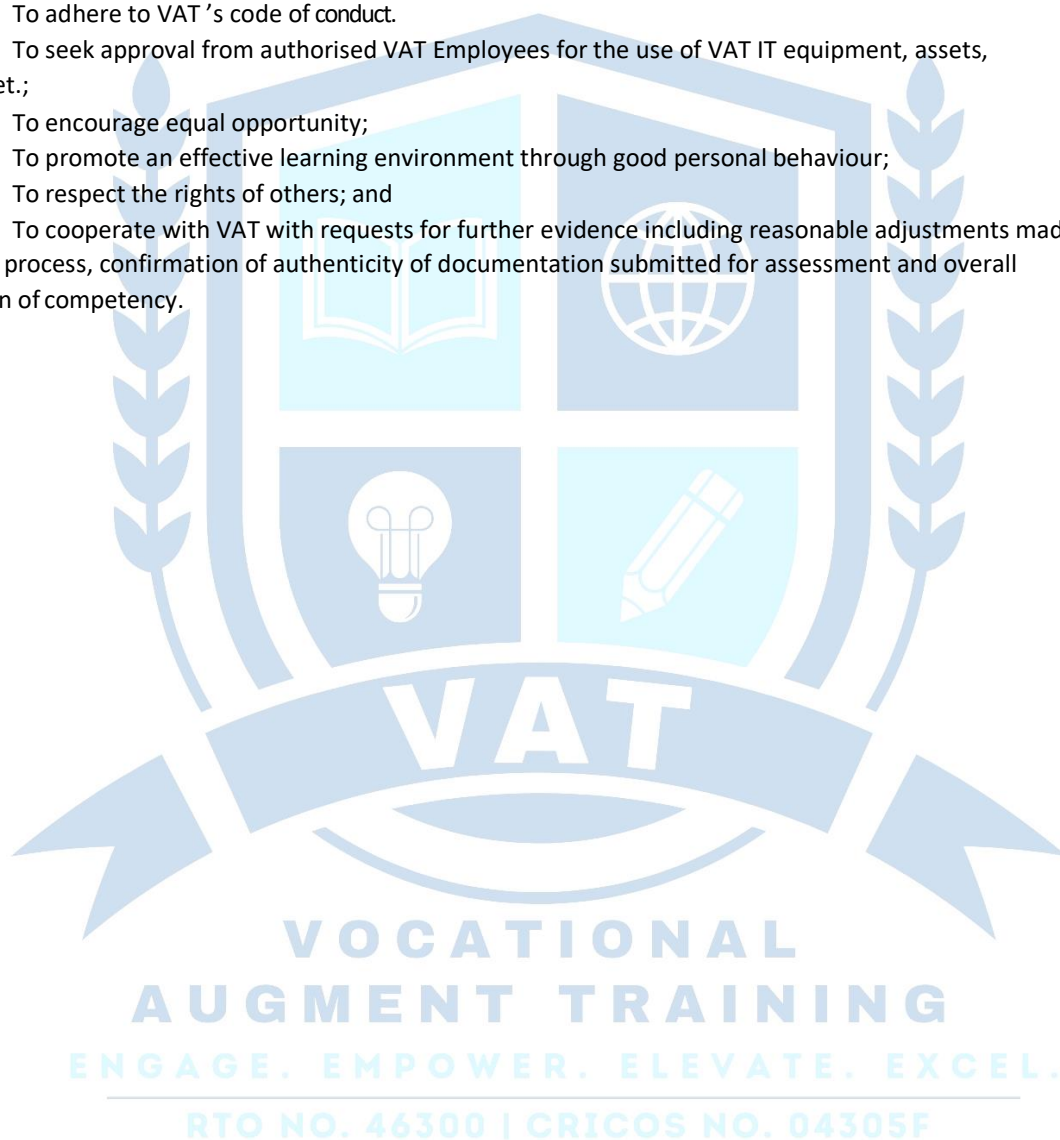 To adhere to VAT 's code of conduct.
To seek approval from authorised VAT Employees for the use of VAT IT equipment, assets,
et.;
To encourage equal opportunity;
To promote an effective learning environment through good personal behaviour;
To respect the rights of others; and
To cooperate with VAT with requests for further evidence including reasonable adjustments mad
process, confirmation of authenticity of documentation submitted for assessment and overall
n of competency.
VAT
VOCATIONAL
AUGMENT TRAINING
ENGAGE. EMPOWER. ELEVATE. EXCEL.
RTO NO. 46300 | CRICOS NO. 04305F